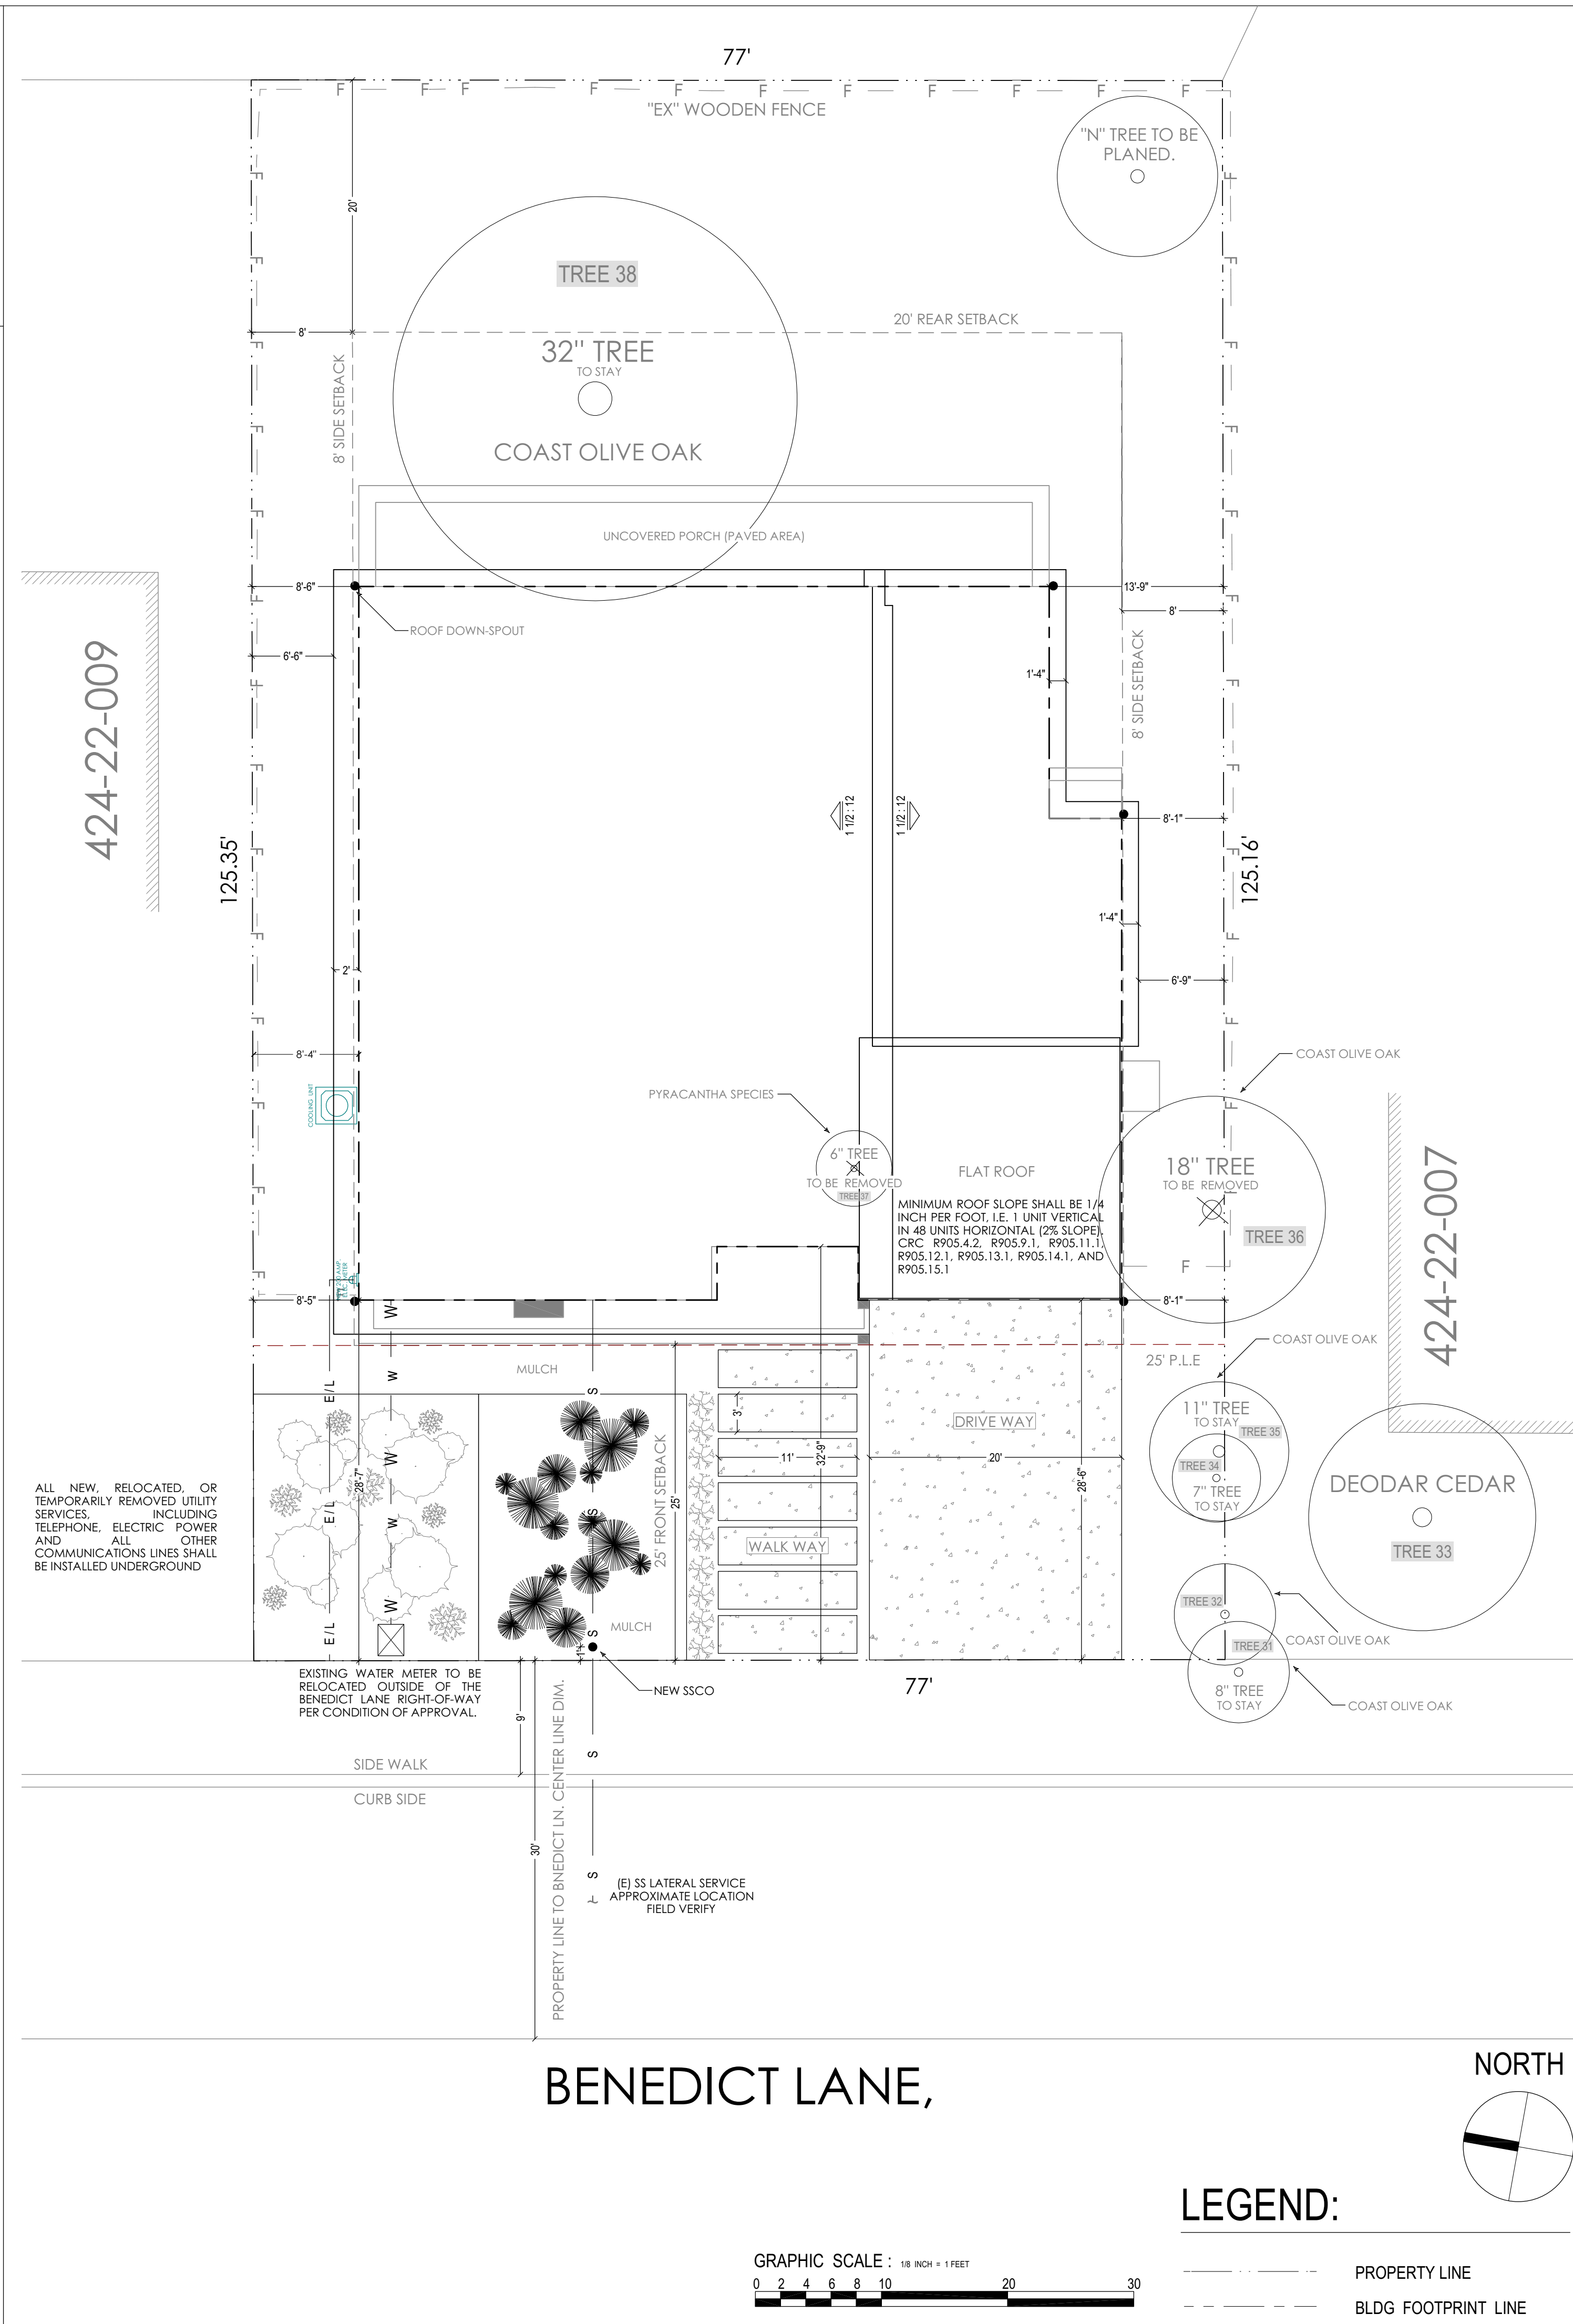 77'
F F F F F F F F F F F
"EX" WOODEN FENCE
"N" TREE TO BE
PLANED.
20'
TREE 38
20' REAR SETBACK
8'
32" TREE
TO STAY
8' SIDE SETBACK
COAST OLIVE OAK
UNCOVERED PORCH (PAVED AREA)
8'-6"
13'-9"
8'
ROOF DOWN-SPOUT
6'-6"
1'-4"
8' SIDE SETBACK
424-22-009
1 1/2 : 12
1 1/2 : 12
8'-1"
125.35'
125.16'
1'-4"
2'
6'-9"
8'-4"
COAST OLIVE OAK
COOLING UNIT
PYRACANTHA SPECIES
6" TREE
TO BE REMOVED
TREE 37
FLAT ROOF
18" TREE
TO BE REMOVED
TREE 36
MINIMUM ROOF SLOPE SHALL BE 1/4
INCH PER FOOT, I.E. 1 UNIT VERTICAL
IN 48 UNITS HORIZONTAL (2% SLOPE).
CRC R905.4.2, R905.9.1, R905.11.1,
R905.12.1, R905.13.1, R905.14.1, AND
R905.15.1
424-22-007
F
200 AMP.
ELEC. METER
8'-5"
8'-1"
W
COAST OLIVE OAK
25' P.L.E
MULCH
E/L
W
S
3'
DRIVE WAY
11" TREE
TO STAY
TREE 35
TREE 34
7" TREE
TO STAY
11'
20'
32'-9"
28'-6"
28'-7"
25' FRONT SETBACK
25'
DEODAR CEDAR
TREE 33
ALL NEW, RELOCATED, OR
TEMPORARILY REMOVED UTILITY
SERVICES, INCLUDING
TELEPHONE, ELECTRIC POWER
AND ALL OTHER
COMMUNICATIONS LINES SHALL
BE INSTALLED UNDERGROUND
E/L
W
S
WALK WAY
W
TREE 32
W
E/L
S
MULCH
1'
TREE 31
COAST OLIVE OAK
EXISTING WATER METER TO BE
RELOCATED OUTSIDE OF THE
BENEDICT LANE RIGHT-OF-WAY
PER CONDITION OF APPROVAL.
NEW SSCO
77'
8" TREE
TO STAY
COAST OLIVE OAK
9'
S
SIDE WALK
CURB SIDE
30'
PROPERTY LINE TO BNEDICT LN. CENTER LINE DIM.
S
(E) SS LATERAL SERVICE
APPROXIMATE LOCATION
FIELD VERIFY
BENEDICT LANE,
NORTH
LEGEND:
GRAPHIC SCALE : 1/8 INCH = 1 FEET
0 2 4 6 8 10 20 30
PROPERTY LINE
BLDG FOOTPRINT LINE